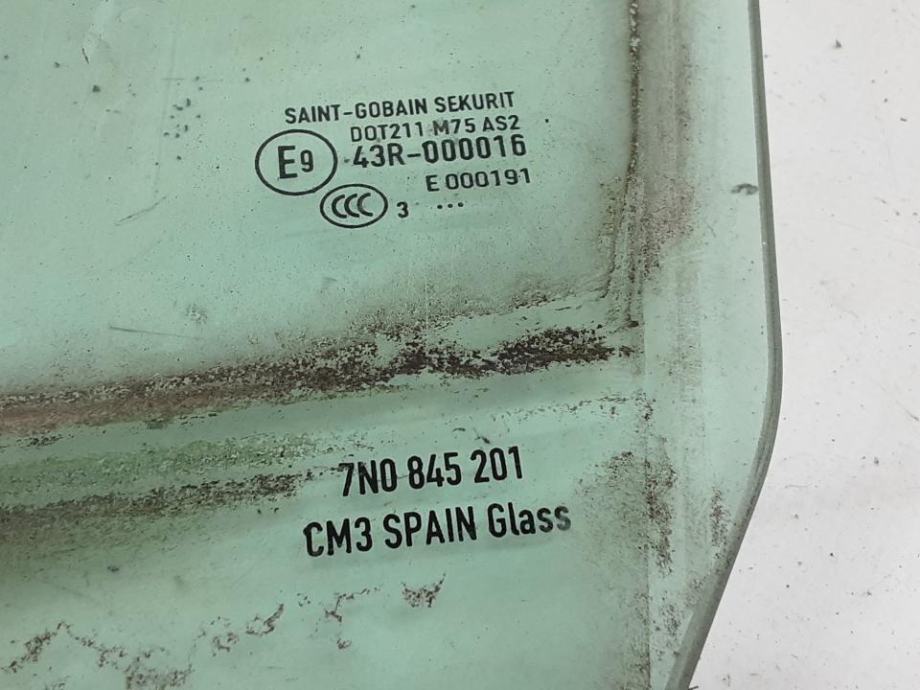 SAINT-GOBAIN SEKURIT
DOT211 M75 AS2
E9 43R-000016
E 000191
CCC 3 ...
7N0 845 201
CM3 SPAIN Glass